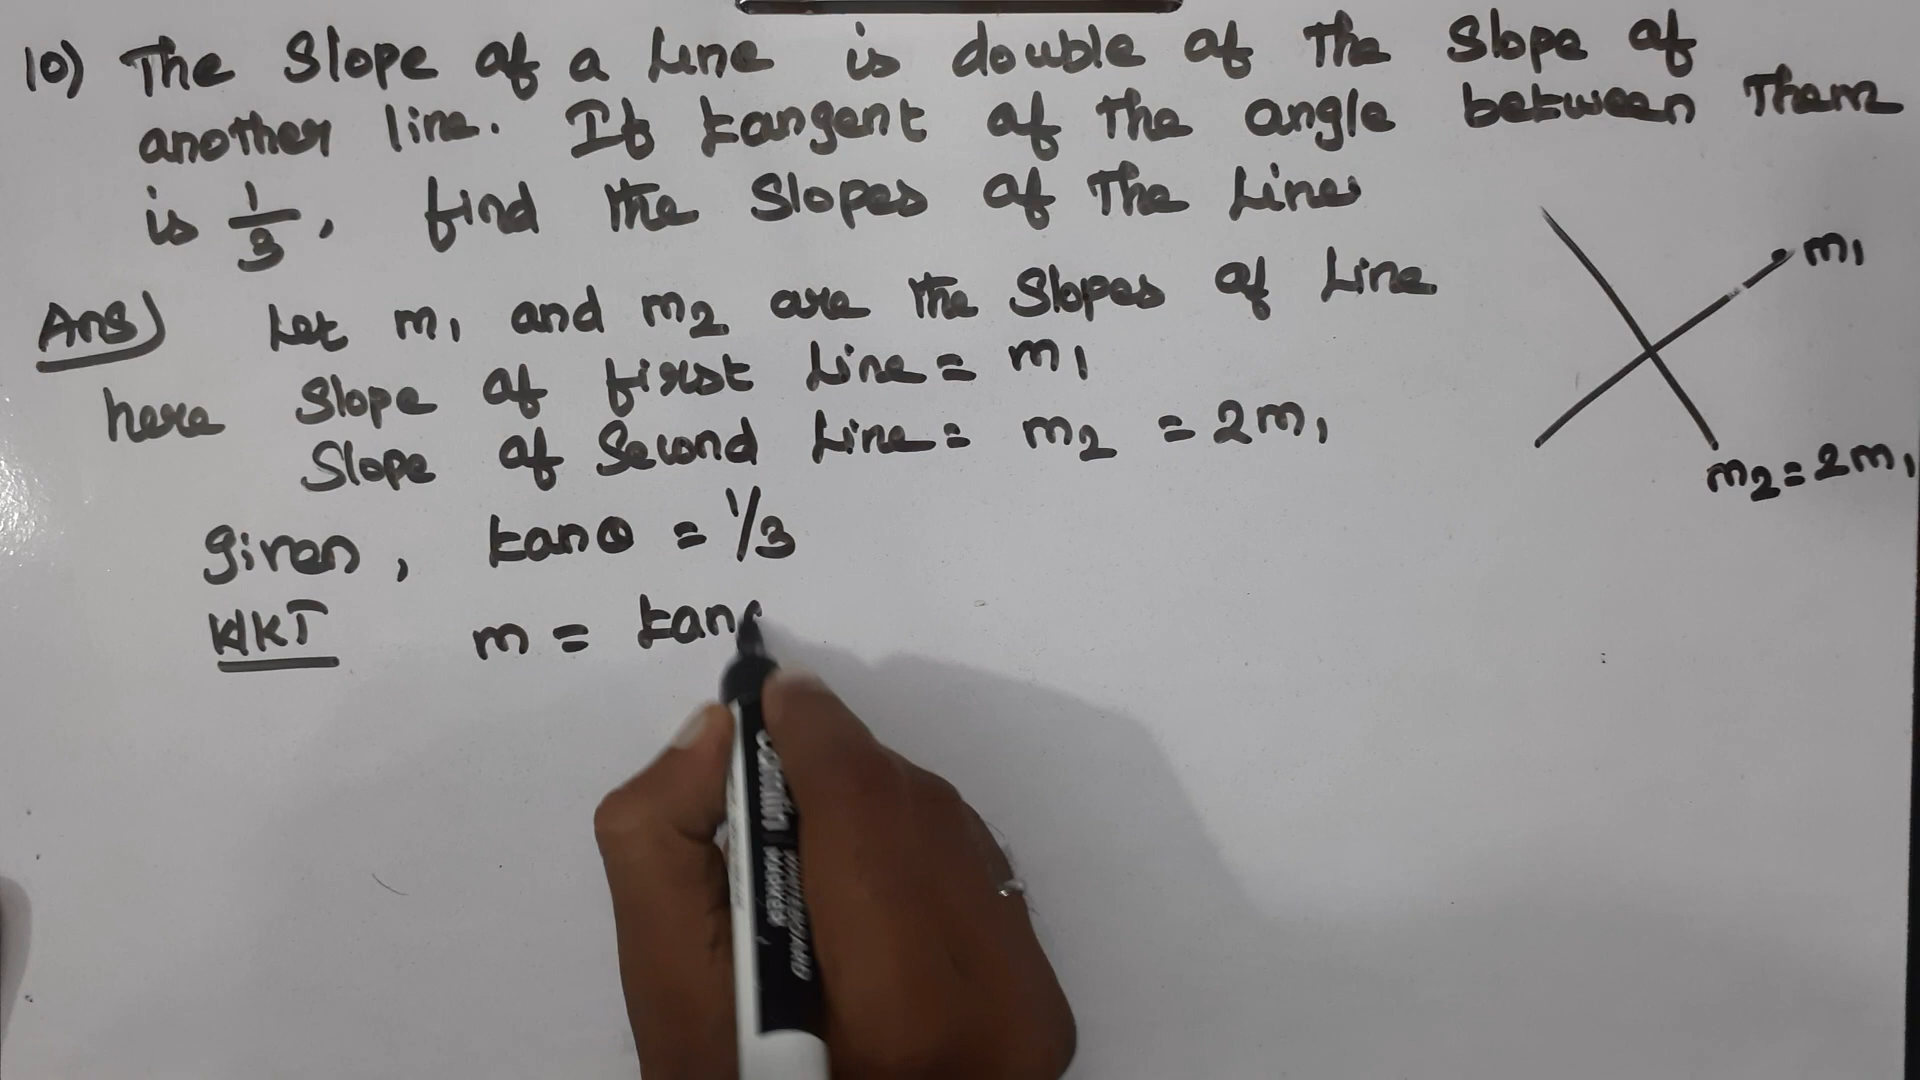 10) The Slope of a Line is double of the Slope of
another line. If tangent of the angle between Them
is 1/3, find the Slopes of The Lines
Ans) Let m1 and m2 are the Slopes of Line
m1
here Slope of first Line = m1
Slope of Second Line = m2 = 2m1
m2 = 2m1
given, tanθ = 1/3
WKT m = tan